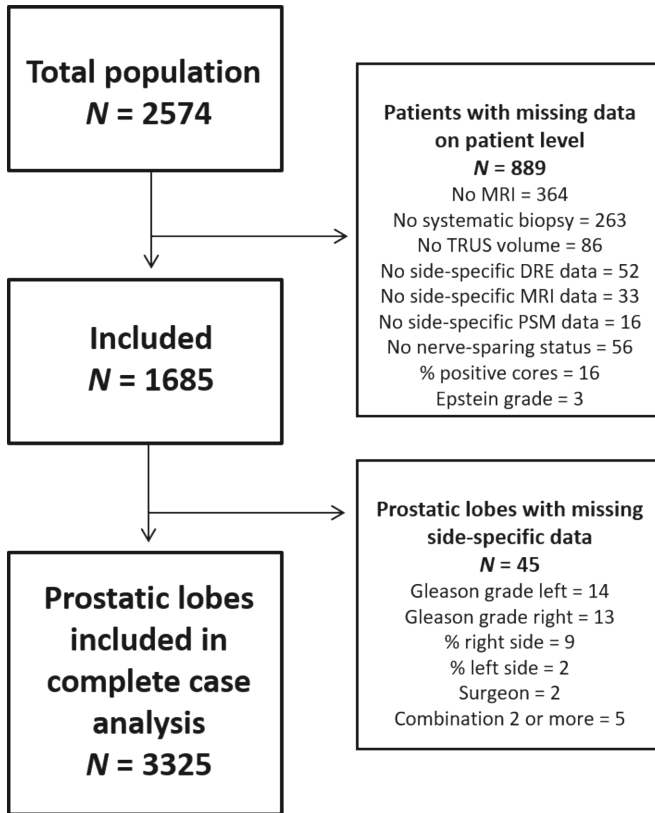 Total population
N = 2574
Patients with missing data
on patient level
N = 889
No MRI = 364
No systematic biopsy = 263
No TRUS volume = 86
No side-specific DRE data = 52
No side-specific MRI data = 33
No side-specific PSM data = 16
No nerve-sparing status = 56
% positive cores = 16
Epstein grade = 3
Included
N = 1685
Prostatic lobes with missing
side-specific data
N = 45
Gleason grade left = 14
Gleason grade right = 13
% right side = 9
% left side = 2
Surgeon = 2
Combination 2 or more = 5
Prostatic lobes
included in
complete case
analysis
N = 3325